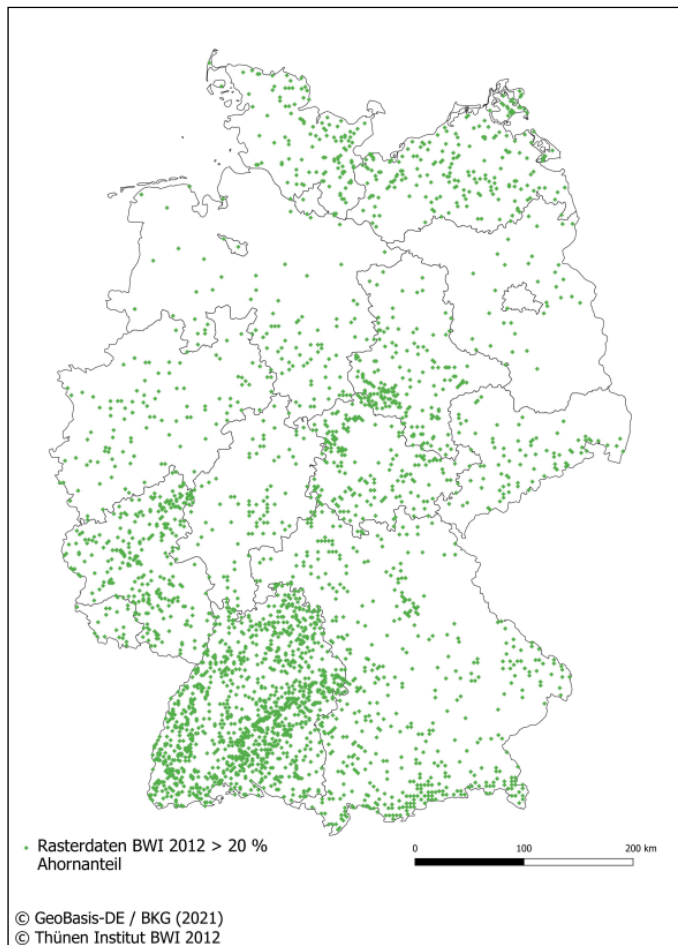 Rasterdaten BWI 2012 > 20 %
Ahornanteil
0 100 200 km
© GeoBasis-DE / BKG (2021)
© Thünen Institut BWI 2012